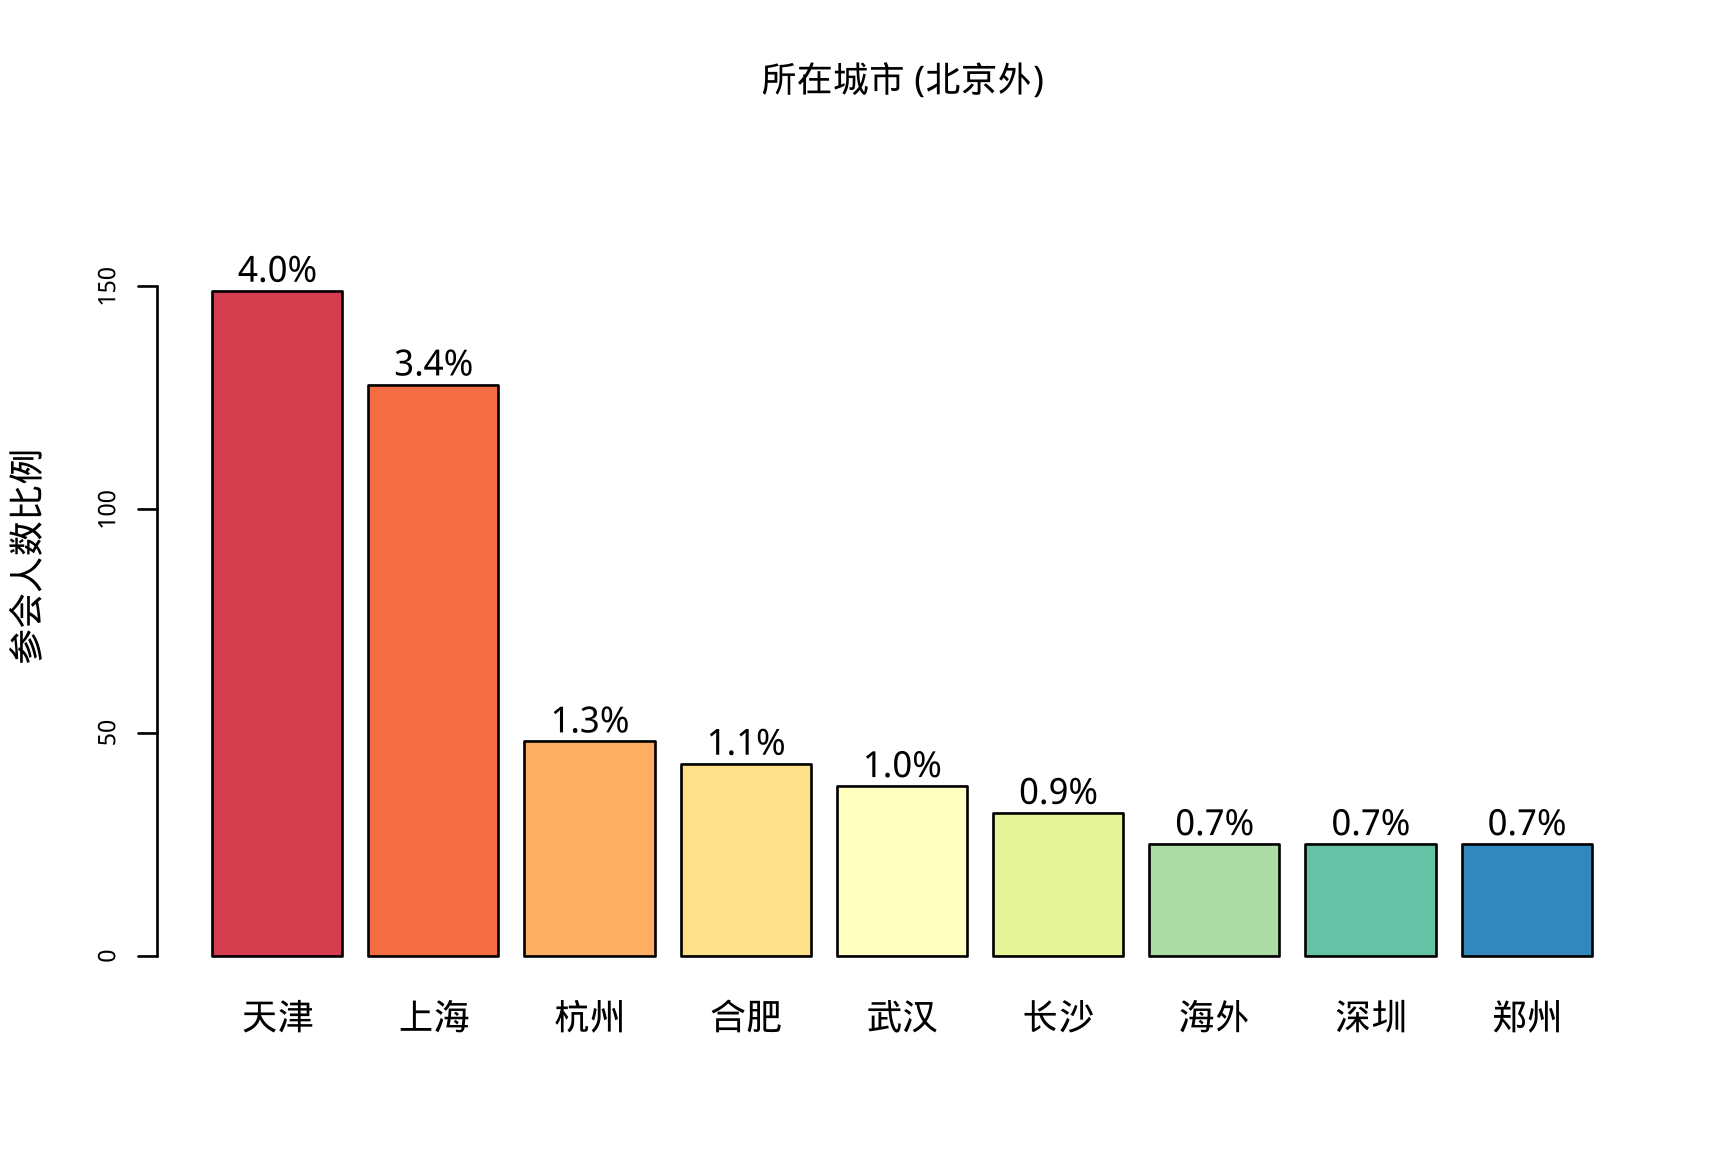 所在城市 (北京外)
参会人数比例
150
100
50
0
4.0%
3.4%
1.3%
1.1%
1.0%
0.9%
0.7%
0.7%
0.7%
天津
上海
杭州
合肥
武汉
长沙
海外
深圳
郑州